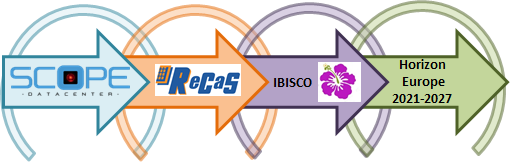 SCOPE
-DATACENTER-
ReCaS
IBISCO
Horizon
Europe
2021-2027